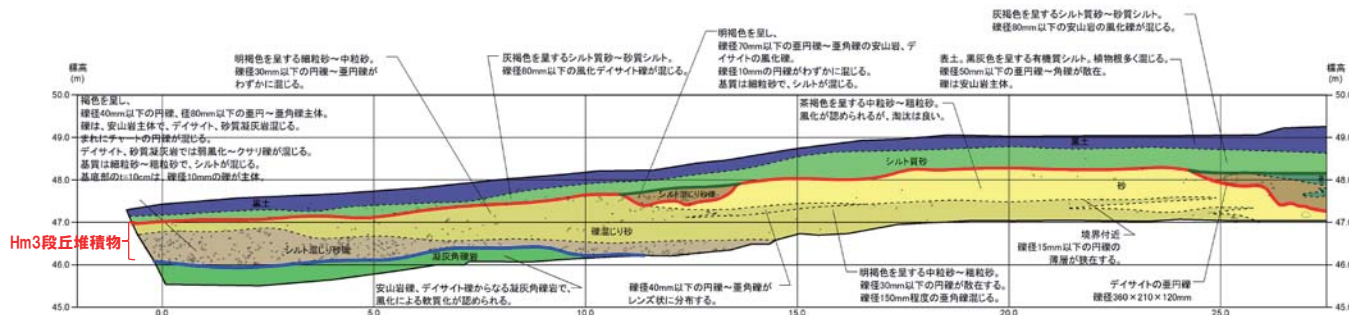 灰褐色を呈するシルト質砂～砂質シルト。
礫径80mm以下の安山岩の風化礫が混じる。
明褐色を呈し、
礫径70mm以下の亜円礫～亜角礫の安山岩、デ
イサイトの風化礫。
礫径10mmの円礫がわずかに混じる。
基質は細粒砂で、シルトが混じる。
明褐色を呈する細粒砂～中粒砂。
礫径30mm以下の円礫～亜円礫が
わずかに混じる。
灰褐色を呈するシルト質砂～砂質シルト。
礫径80mm以下の風化デイサイト礫が混じる。
表土。黒灰色を呈する有機質シルト。植物根多く混じる。
礫径50mm以下の亜円礫～角礫が散在。
礫は安山岩主体。
標高
(m)
標高
(m)
褐色を呈し、
礫径40mm以下の円礫、径80mm以下の亜円～亜角礫主体。
礫は、安山岩主体で、デイサイト、砂質凝灰岩混じる。
まれにチャートの円礫が混じる。
デイサイト、砂質凝灰岩では弱風化～クサリ礫が混じる。
基質は細粒砂～粗粒砂で、シルトが混じる。
基底部のt=10cmは、礫径10mmの礫が主体。
茶褐色を呈する中粒砂～粗粒砂。
風化が認められるが、淘汰は良い。
50.0
49.0
48.0
47.0
46.0
45.0
50.0
49.0
48.0
47.0
46.0
45.0
黒土
黒土
シルト質砂
シルト混じり砂礫
砂
礫混じり砂
シルト混じり砂礫
凝灰角礫岩
Hm3段丘堆積物
境界付近
礫径15mm以下の円礫の
薄層が挟在する。
安山岩礫、デイサイト礫からなる凝灰角礫岩で、
風化による軟質化が認められる。
礫径40mm以下の円礫～亜角礫が
レンズ状に分布する。
明褐色を呈する中粒砂～粗粒砂。
礫径30mm以下の円礫が散在する。
礫径150mm程度の亜角礫混じる。
デイサイトの亜円礫
礫径360×210×120mm
0.0
5.0
10.0
15.0
20.0
25.0